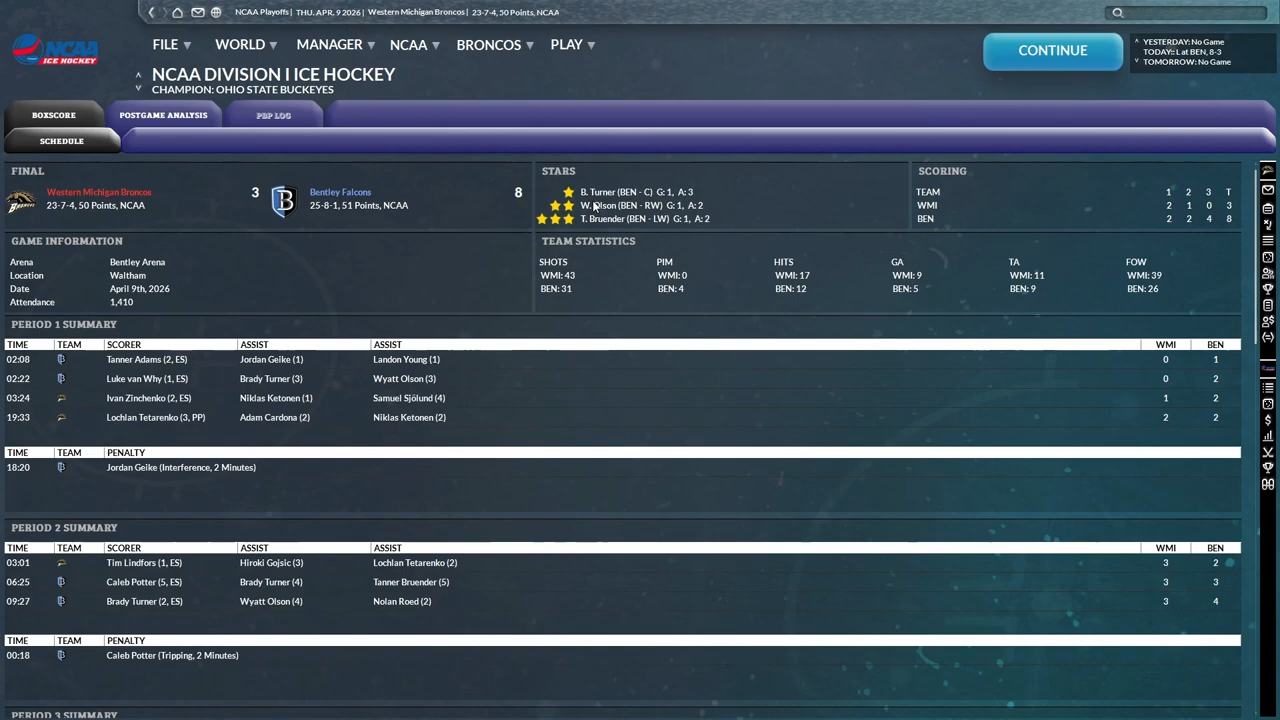 NCAA Playoffs | THU. APR. 9 2026 | Western Michigan Broncos | 23-7-4, 50 Points, NCAA
FILE WORLD MANAGER NCAA BRONCOS PLAY
CONTINUE
YESTERDAY: No Game
TODAY: L at BEN, 8-3
TOMORROW: No Game
NCAA
ICE HOCKEY
NCAA DIVISION I ICE HOCKEY
CHAMPION: OHIO STATE BUCKEYES
BOXSCORE POSTGAME ANALYSIS PBP LOG
SCHEDULE
FINAL
Western Michigan Broncos 3
23-7-4, 50 Points, NCAA
Bentley Falcons 8
25-8-1, 51 Points, NCAA
STARS
B. Turner (BEN - C) G: 1, A: 3
W. Olson (BEN - RW) G: 1, A: 2
T. Bruender (BEN - LW) G: 1, A: 2
SCORING
TEAM 1 2 3 T
WMI 2 1 0 3
BEN 2 2 4 8
GAME INFORMATION
Arena Bentley Arena
Location Waltham
Date April 9th, 2026
Attendance 1,410
TEAM STATISTICS
SHOTS PIM HITS GA TA FOW
WMI: 43 WMI: 0 WMI: 17 WMI: 9 WMI: 11 WMI: 39
BEN: 31 BEN: 4 BEN: 12 BEN: 5 BEN: 9 BEN: 26
PERIOD 1 SUMMARY
TIME TEAM SCORER ASSIST ASSIST WMI BEN
02:08 Tanner Adams (2, ES) Jordan Geike (1) Landon Young (1) 0 1
02:22 Luke van Why (1, ES) Brady Turner (3) Wyatt Olson (3) 0 2
03:24 Ivan Zinchenko (2, ES) Niklas Ketonen (1) Samuel Sjölund (4) 1 2
19:33 Lochlan Tetarenko (3, PP) Adam Cardona (2) Niklas Ketonen (2) 2 2
TIME TEAM PENALTY
18:20 Jordan Geike (Interference, 2 Minutes)
PERIOD 2 SUMMARY
TIME TEAM SCORER ASSIST ASSIST WMI BEN
03:01 Tim Lindfors (1, ES) Hiroki Gojsic (3) Lochlan Tetarenko (2) 3 2
06:25 Caleb Potter (5, ES) Brady Turner (4) Tanner Bruender (5) 3 3
09:27 Brady Turner (2, ES) Wyatt Olson (4) Nolan Roed (2) 3 4
TIME TEAM PENALTY
00:18 Caleb Potter (Tripping, 2 Minutes)
PERIOD 3 SUMMARY